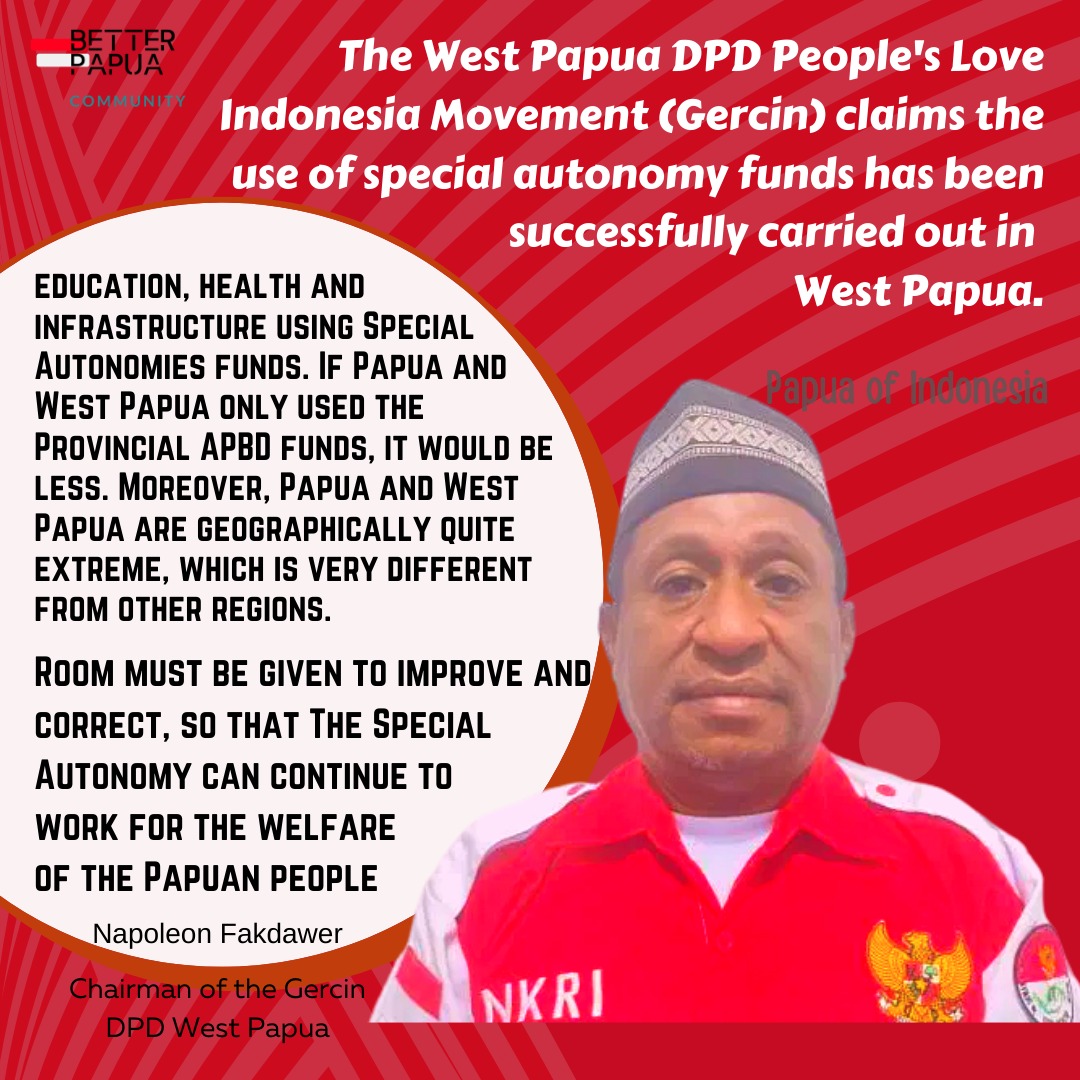 BETTER
PAPUA
COMMUNITY
The West Papua DPD People's Love
Indonesia Movement (Gercin) claims the
use of special autonomy funds has been
successfully carried out in
West Papua.
EDUCATION, HEALTH AND
INFRASTRUCTURE USING SPECIAL
AUTONOMIES FUNDS. IF PAPUA AND
WEST PAPUA ONLY USED THE
PROVINCIAL APBD FUNDS, IT WOULD BE
LESS. MOREOVER, PAPUA AND WEST
PAPUA ARE GEOGRAPHICALLY QUITE
EXTREME, WHICH IS VERY DIFFERENT
FROM OTHER REGIONS.
ROOM MUST BE GIVEN TO IMPROVE AND
CORRECT, SO THAT THE SPECIAL
AUTONOMY CAN CONTINUE TO
WORK FOR THE WELFARE
OF THE PAPUAN PEOPLE
Napoleon Fakdawer
Chairman of the Gercin
DPD West Papua
Papua of Indonesia
NKRI